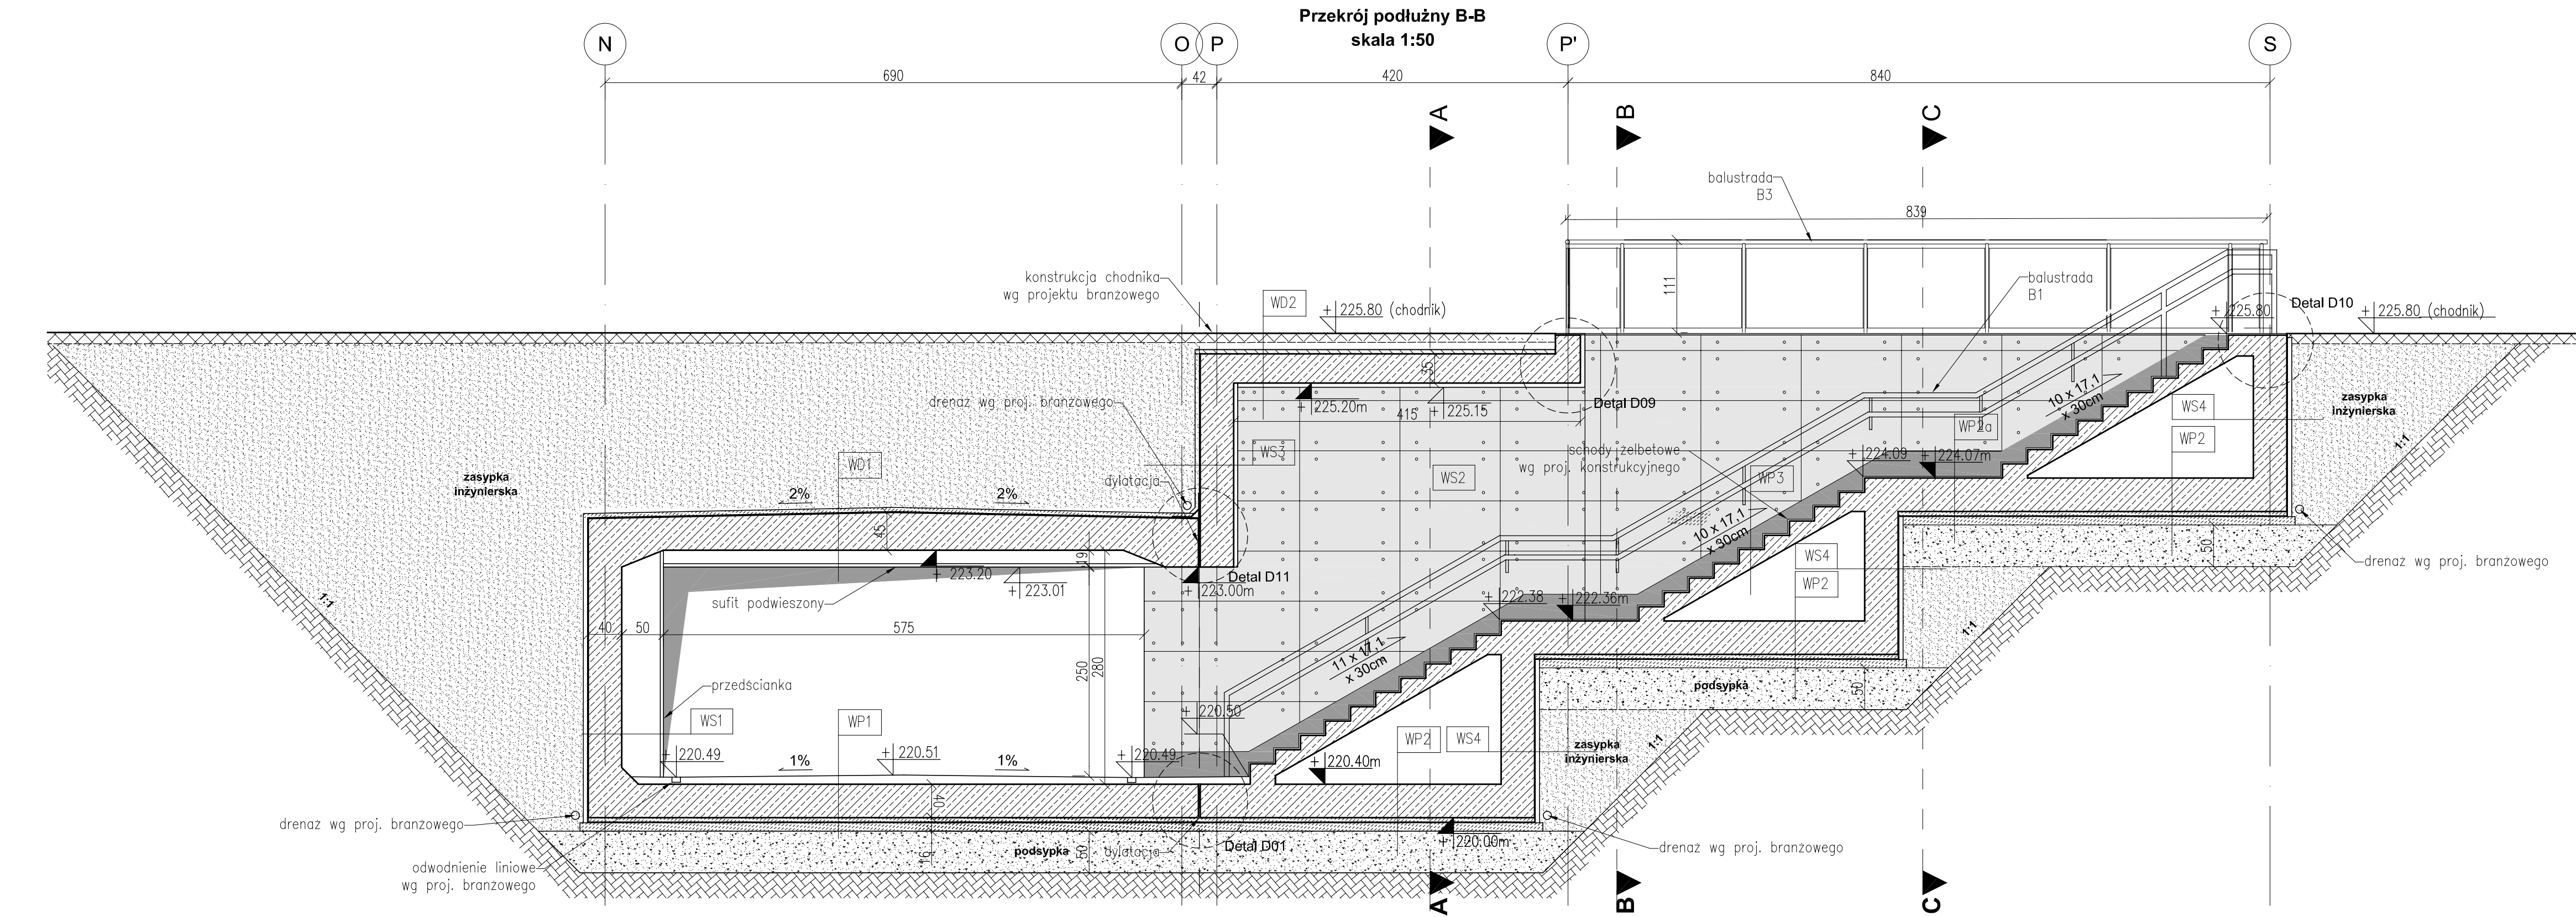 Przekrój podłużny B-B
skala 1:50
N
O
P
P'
S
690
42
420
840
A
B
C
balustrada
B3
839
111
konstrukcja chodnika
wg projektu branżowego
WD2
+ 225.80 (chodnik)
balustrada
B1
+ 225.80
Detal D10
+ 225.80 (chodnik)
35
drenaż wg proj. branżowego
+ 225.20m
415
+ 225.15
Detal D09
10 x 17,1
x 30cm
WS4
WP2
zasypka
inżynierska
1:1
WP2a
WD1
WS3
dylatacja
WS2
schody żelbetowe
wg proj. konstrukcyjnego
WP3
+ 224.09
+ 224.07m
zasypka
inżynierska
2%
2%
45
19
10 x 17,1
x 30cm
50
drenaż wg proj. branżowego
+ 223.20
+ 223.01
+ 223.00m
Detal D11
sufit podwieszony
WS4
WP2
1:1
+ 222.38
+ 222.36m
1:1
40
50
575
250
280
11 x 17,1
x 30cm
przedścianka
podsypka
50
WS1
WP1
+ 220.50
WP2
WS4
zasypka
inżynierska
1:1
+ 220.49
1%
+ 220.51
1%
+ 220.49
+ 220.40m
40
drenaż wg proj. branżowego
16
podsypka
50
dylatacja
Detal D01
+ 220.00m
drenaż wg proj. branżowego
odwodnienie liniowe
wg proj. branżowego
A
B
C